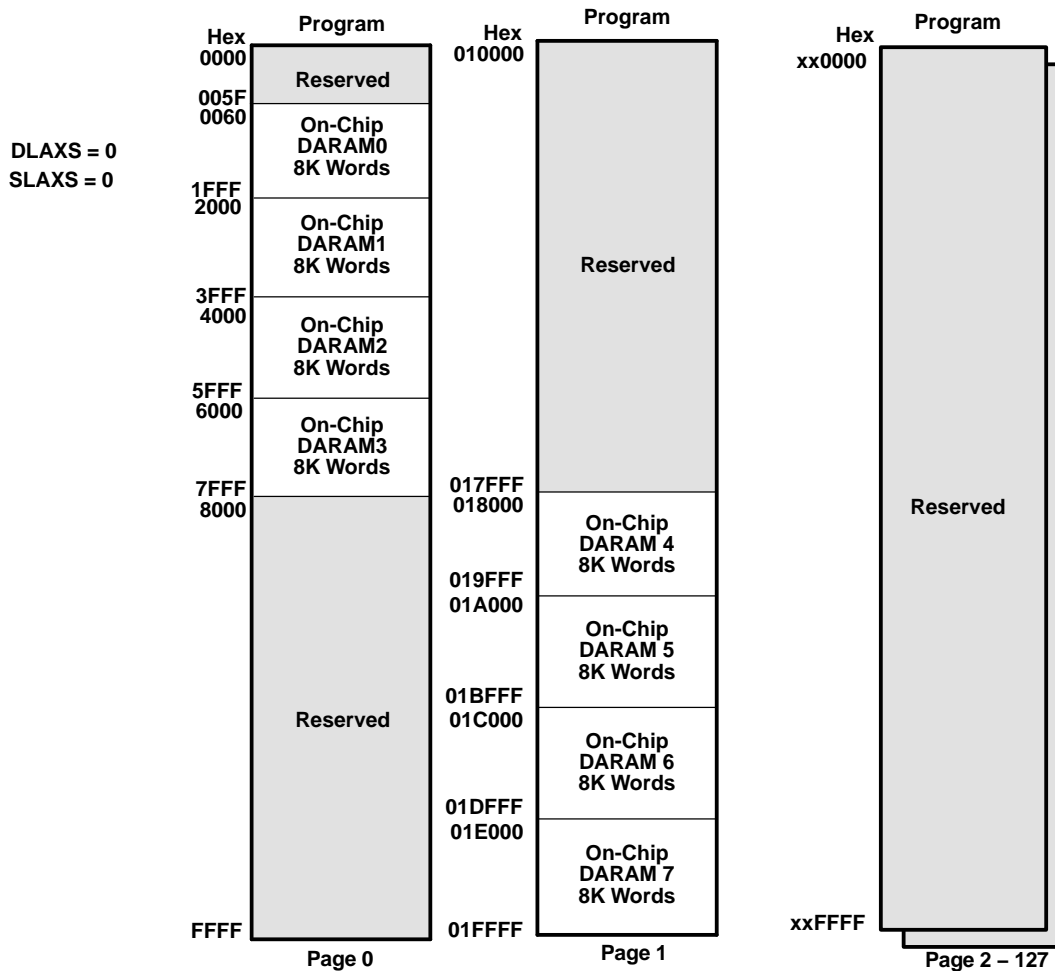 DLAXS = 0
SLAXS = 0
Hex
Program
0000
Reserved
005F
0060
On-Chip
DARAM0
8K Words
1FFF
2000
On-Chip
DARAM1
8K Words
3FFF
4000
On-Chip
DARAM2
8K Words
5FFF
6000
On-Chip
DARAM3
8K Words
7FFF
8000
Reserved
FFFF
Page 0
Hex
Program
010000
Reserved
017FFF
018000
On-Chip
DARAM 4
8K Words
019FFF
01A000
On-Chip
DARAM 5
8K Words
01BFFF
01C000
On-Chip
DARAM 6
8K Words
01DFFF
01E000
On-Chip
DARAM 7
8K Words
01FFFF
Page 1
Hex
Program
xx0000
Reserved
xxFFFF
Page 2 – 127